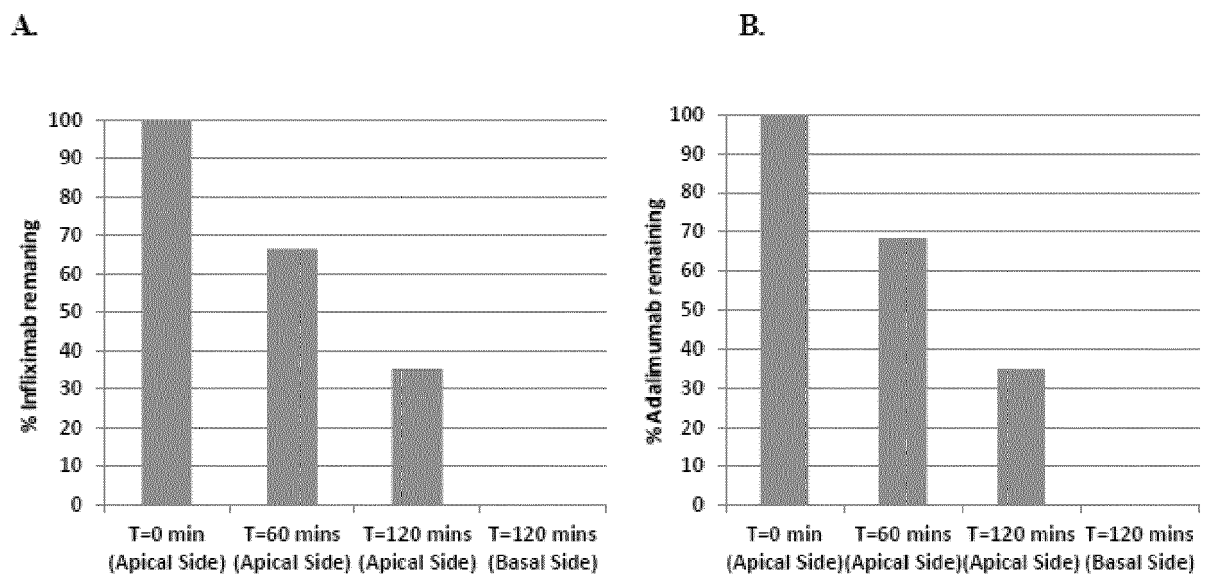 A.
% Infliximab remaning
100
90
80
70
60
50
40
30
20
10
0
T=0 min T=60 mins T=120 mins T=120 mins
(Apical Side) (Apical Side) (Apical Side) (Basal Side)
B.
% Adalimumab remaining
100
90
80
70
60
50
40
30
20
10
0
T=0 min T=60 mins T=120 mins T=120 mins
(Apical Side)(Apical Side)(Apical Side) (Basal Side)